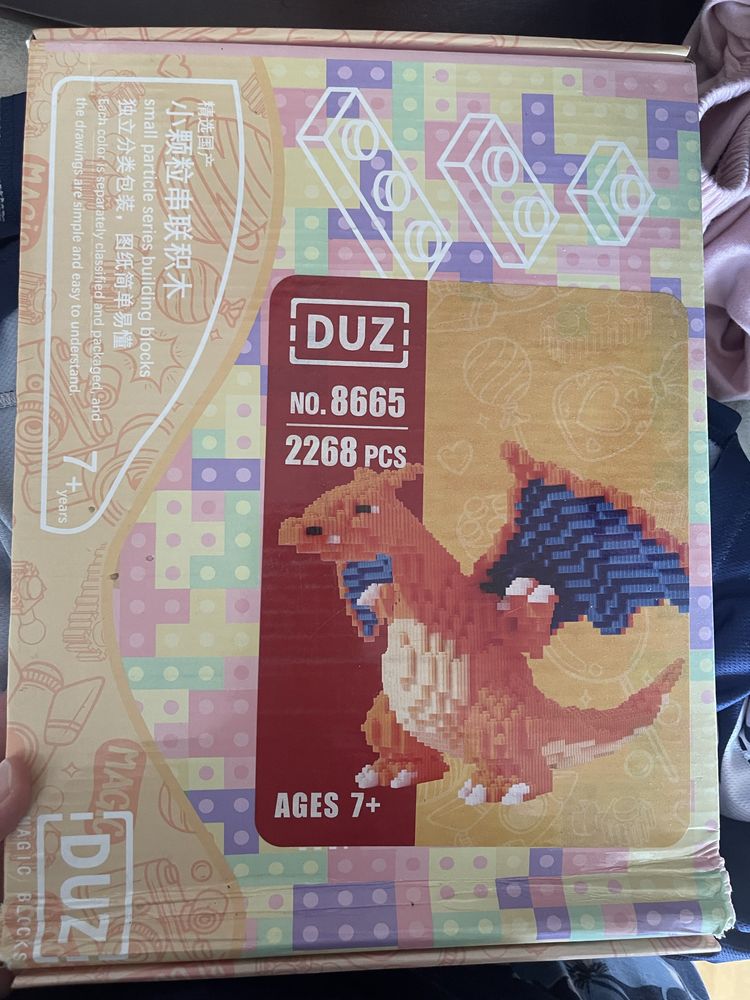 精选国产
小颗粒串联积木
small particle series building blocks
独立分类包装，图纸简单易懂
Each color is separately classified and packaged, and
the drawings are simple and easy to understand.
7+
years
DUZ
NO. 8665
2268 PCS
AGES 7+
MAGIC
MAGIC
DUZ
MAGIC BLOCKS